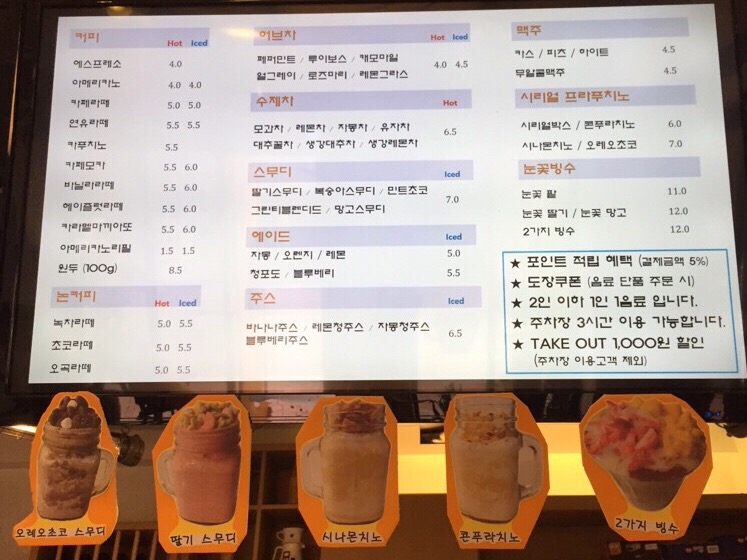 커피 Hot Iced
에스프레소 4.0
아메리카노 4.0 4.0
카페라떼 5.0 5.0
연유라떼 5.5 5.5
카푸치노 5.5
카페모카 5.5 6.0
바닐라라떼 5.5 6.0
헤이즐럿라떼 5.5 6.0
카라멜마끼아또 5.5 6.0
아메리카노리필 1.5 1.5
원두 (100g) 8.5
논커피 Hot Iced
녹차라떼 5.0 5.5
초코라떼 5.0 5.5
오곡라떼 5.0 5.5
허브차 Hot Iced
페퍼민트 / 루이보스 / 캐모마일 4.0 4.5
얼그레이 / 로즈마리 / 레몬그라스
수제차 Hot
모과차 / 레몬차 / 자몽차 / 유자차 6.5
대추꿀차 / 생강대추차 / 생강레몬차
스무디 Iced
딸기스무디 / 복숭아스무디 / 민트초코 7.0
그린티블렌디드 / 망고스무디
에이드 Iced
자몽 / 오렌지 / 레몬 5.0
청포도 / 블루베리 5.5
주스 Iced
바나나주스 / 레몬청주스 / 자몽청주스 6.5
블루베리주스
맥주
카스 / 피츠 / 하이트 4.5
무알콜맥주 4.5
시리얼 프라푸치노
시리얼박스 / 콘푸라치노 6.0
시나몬치노 / 오레오초코 7.0
눈꽃빙수
눈꽃 팥 11.0
눈꽃 딸기 / 눈꽃 망고 12.0
2가지 빙수 12.0
★ 포인트 적립 혜택 (결제금액 5%)
★ 도장쿠폰 (음료 단품 주문 시)
★ 2인 이하 1인 1음료 입니다.
★ 주차장 3시간 이용 가능합니다.
★ TAKE OUT 1,000원 할인
(주차장 이용고객 제외)
오레오초코 스무디
딸기 스무디
시나몬치노
콘푸라치노
2가지 빙수